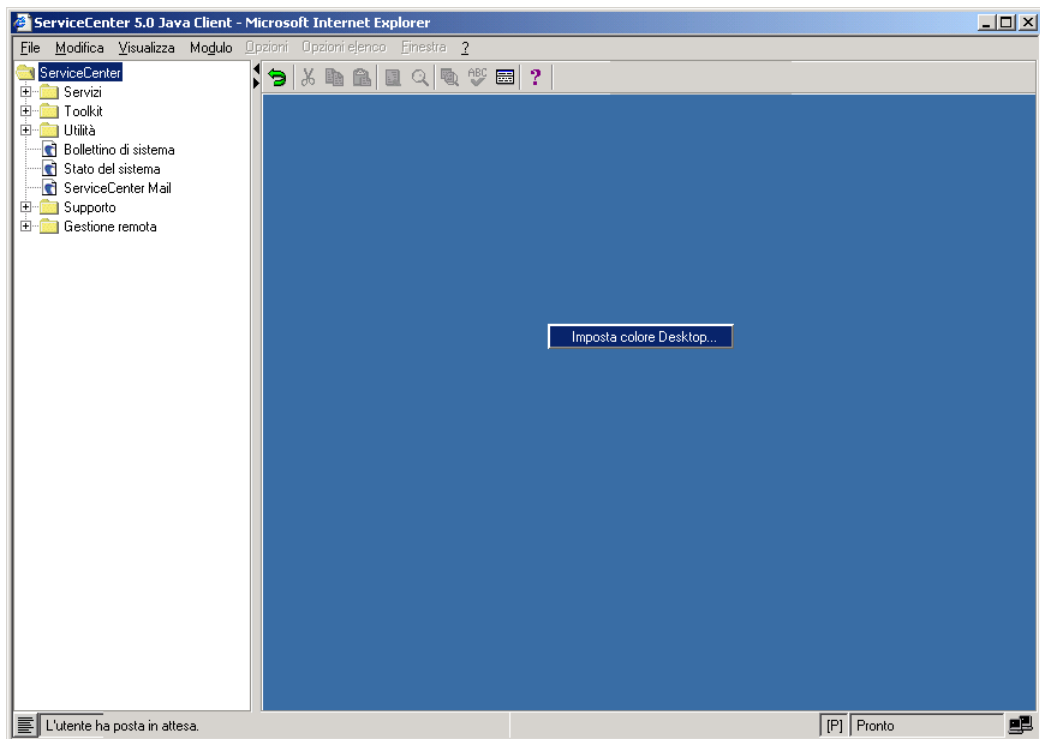 ServiceCenter 5.0 Java Client - Microsoft Internet Explorer
File Modifica Visualizza Modulo Opzioni Opzioni elenco Finestra ?
ServiceCenter
Servizi
Toolkit
Utilità
Bollettino di sistema
Stato del sistema
ServiceCenter Mail
Supporto
Gestione remota
ABC ?
Imposta colore Desktop...
L'utente ha posta in attesa. [P] Pronto